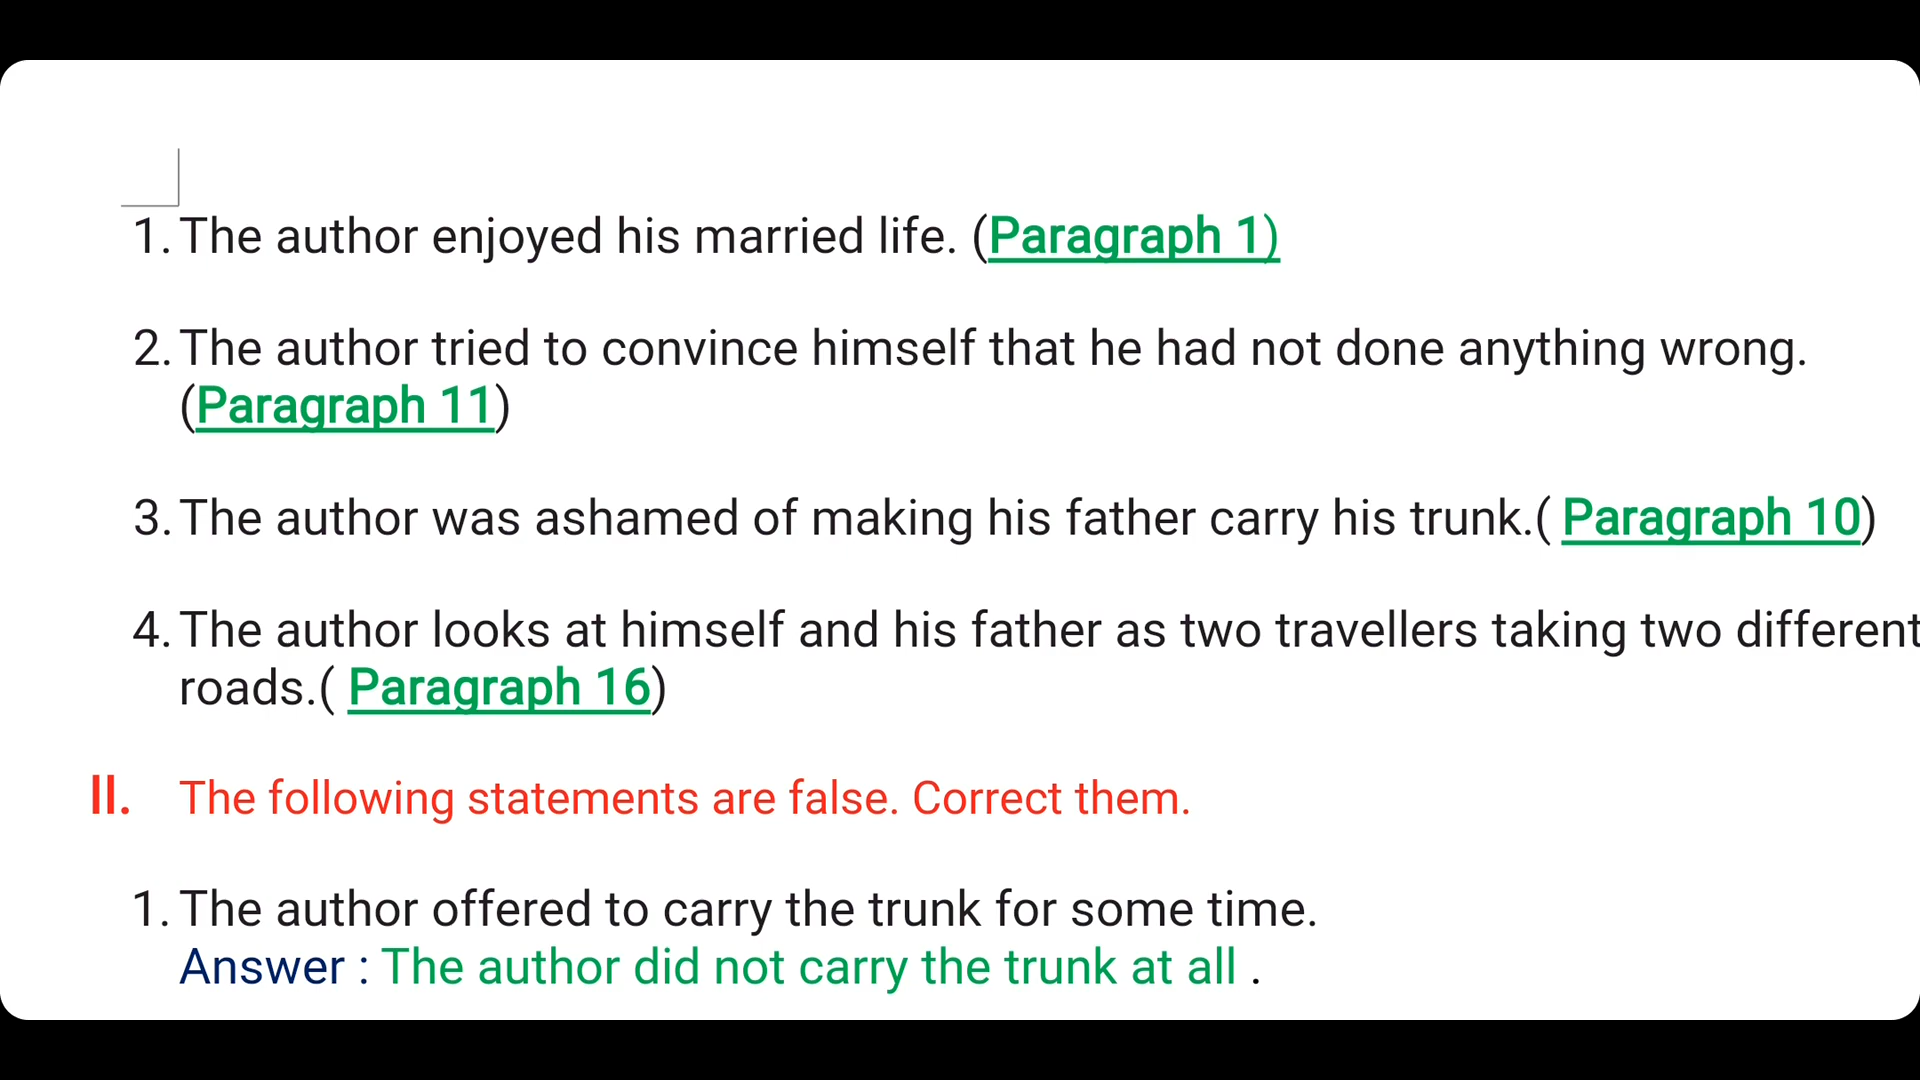 1. The author enjoyed his married life. (Paragraph 1)
2. The author tried to convince himself that he had not done anything wrong.
(Paragraph 11)
3. The author was ashamed of making his father carry his trunk.( Paragraph 10)
4. The author looks at himself and his father as two travellers taking two different
roads.( Paragraph 16)
II. The following statements are false. Correct them.
1. The author offered to carry the trunk for some time.
Answer : The author did not carry the trunk at all .